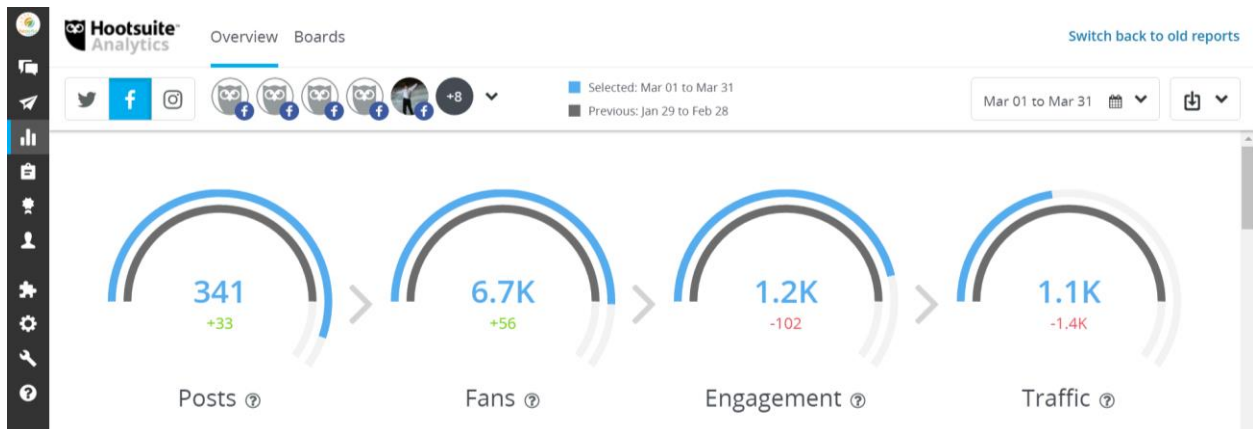 Hootsuite™
Analytics
Overview Boards
Switch back to old reports
+8
Selected: Mar 01 to Mar 31
Previous: Jan 29 to Feb 28
Mar 01 to Mar 31
341
+33
Posts ?
6.7K
+56
Fans ?
1.2K
-102
Engagement ?
1.1K
-1.4K
Traffic ?